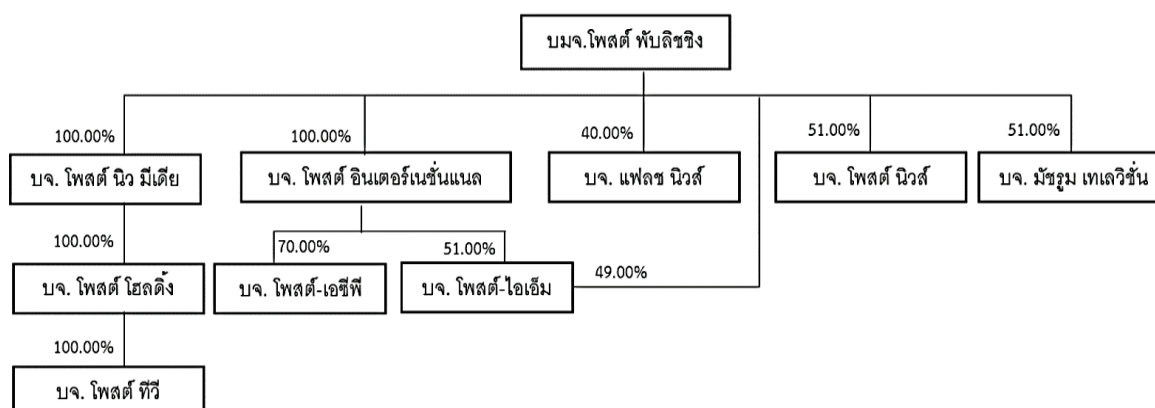 บมจ.โพสต์ พับลิชชิง
100.00% 100.00% 40.00% 51.00% 51.00%
บจ. โพสต์ นิว มีเดีย บจ. โพสต์ อินเตอร์เนชั่นแนล บจ. แฟลช นิวส์ บจ. โพสต์ นิวส์ บจ. มัชรูม เทเลวิชั่น
100.00% 70.00% 51.00% 49.00%
บจ. โพสต์ โฮลดิ้ง บจ. โพสต์-เอซีพี บจ. โพสต์-ไอเอ็ม
100.00%
บจ. โพสต์ ทีวี